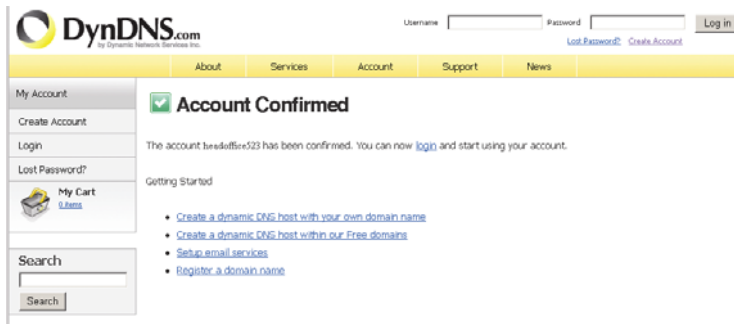 DynDNS.com
by Dynamic Network Services Inc.
Username Password Log in
Lost Password? Create Account
About Services Account Support News
My Account
Create Account
Login
Lost Password?
My Cart
0 items
Search
Search
Account Confirmed
The account headoffice523 has been confirmed. You can now login and start using your account.
Getting Started
Create a dynamic DNS host with your own domain name
Create a dynamic DNS host within our Free domains
Setup email services
Register a domain name